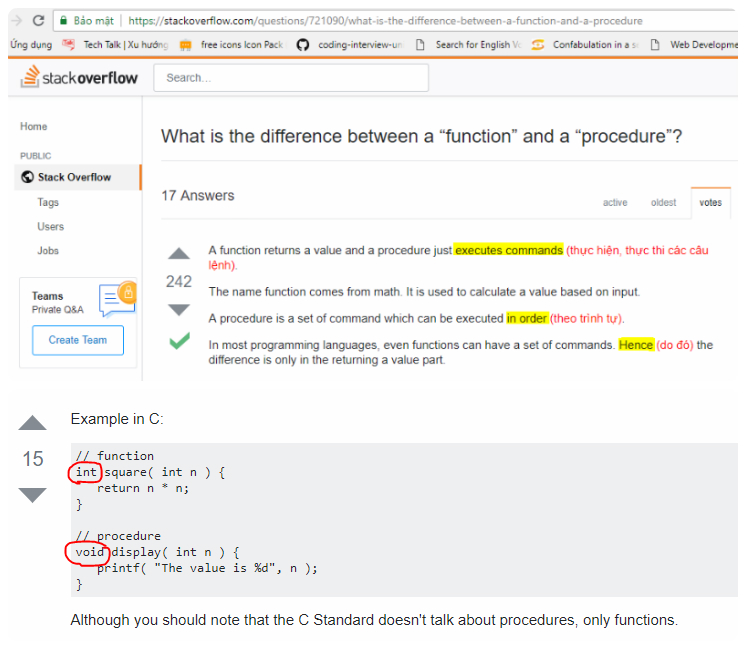 Bảo mật | https://stackoverflow.com/questions/721090/what-is-the-difference-between-a-function-and-a-procedure
Ứng dụng Tech Talk | Xu hướng free icons Icon Pack coding-interview-un Search for English Vo Confabulation in a sc Web Developme
stackoverflow Search...
Home
PUBLIC
Stack Overflow
Tags
Users
Jobs
Teams
Private Q&A
Create Team
What is the difference between a “function” and a “procedure”?
17 Answers
active oldest votes
242
A function returns a value and a procedure just executes commands (thực hiện, thực thi các câu
lệnh).
The name function comes from math. It is used to calculate a value based on input.
A procedure is a set of command which can be executed in order (theo trình tự).
In most programming languages, even functions can have a set of commands. Hence (do đó) the
difference is only in the returning a value part.
15
Example in C:
// function
int square( int n ) {
return n * n;
}
// procedure
void display( int n ) {
printf( "The value is %d", n );
}
Although you should note that the C Standard doesn't talk about procedures, only functions.